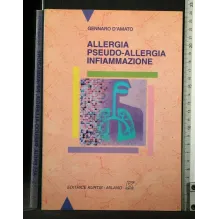 GENNARO D'AMATO
ALLERGIA
PSEUDO-ALLERGIA
INFIAMMAZIONE
EDITRICE KURTIS - MILANO